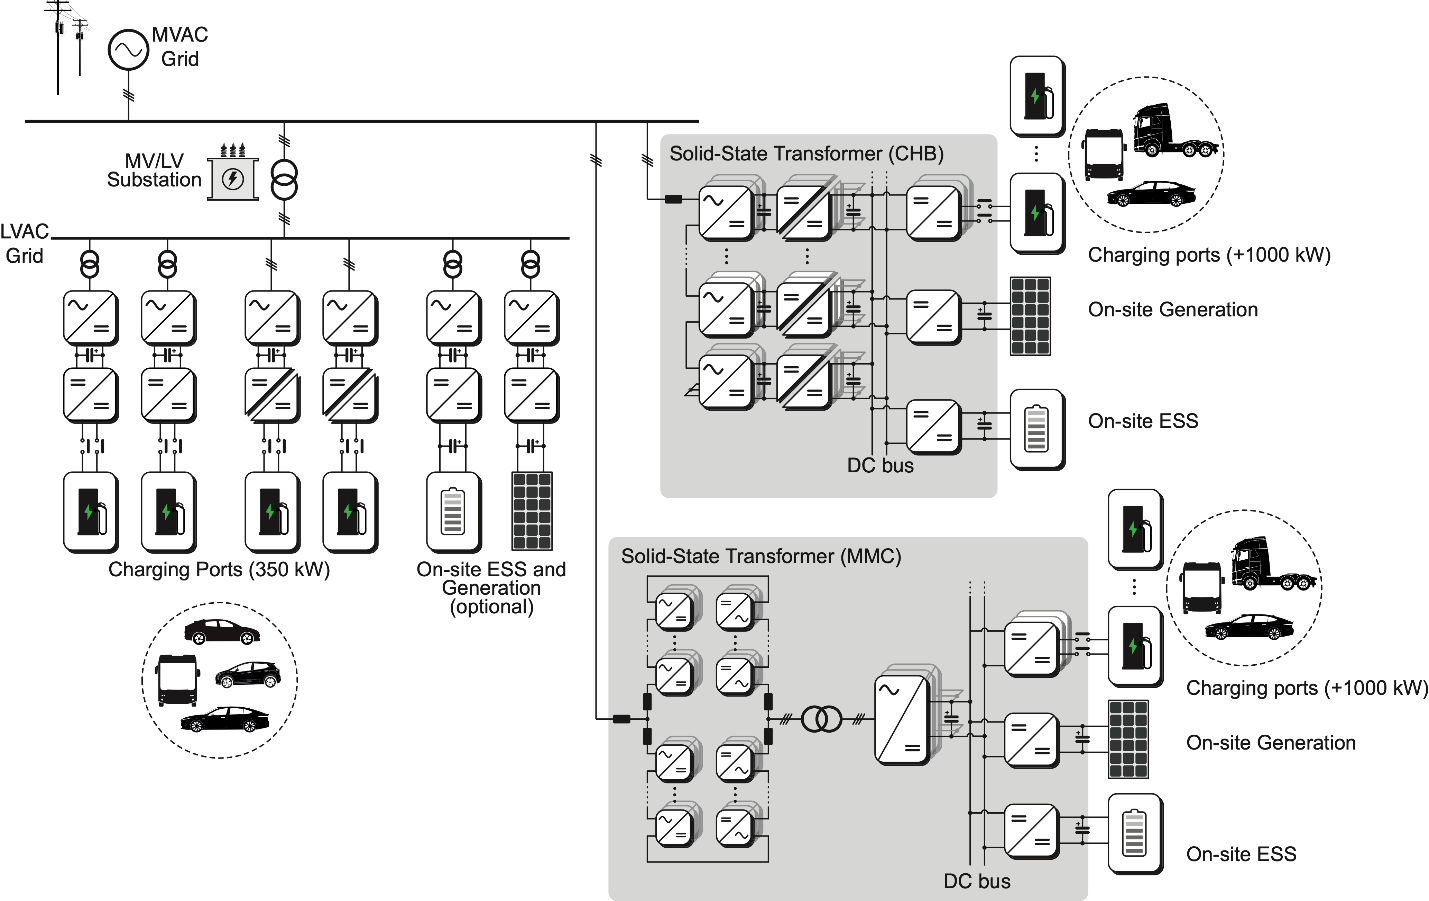 MVAC
Grid
MV/LV
Substation
LVAC
Grid
Charging Ports (350 kW)
On-site ESS and
Generation
(optional)
Solid-State Transformer (CHB)
DC bus
Charging ports (+1000 kW)
On-site Generation
On-site ESS
Solid-State Transformer (MMC)
DC bus
Charging ports (+1000 kW)
On-site Generation
On-site ESS